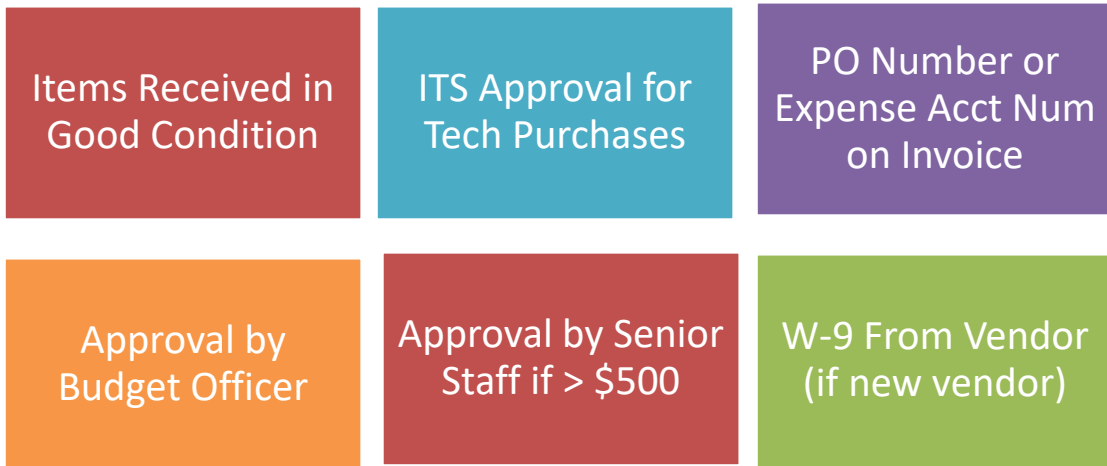 Items Received in
Good Condition
ITS Approval for
Tech Purchases
PO Number or
Expense Acct Num
on Invoice
Approval by
Budget Officer
Approval by Senior
Staff if > $500
W-9 From Vendor
(if new vendor)